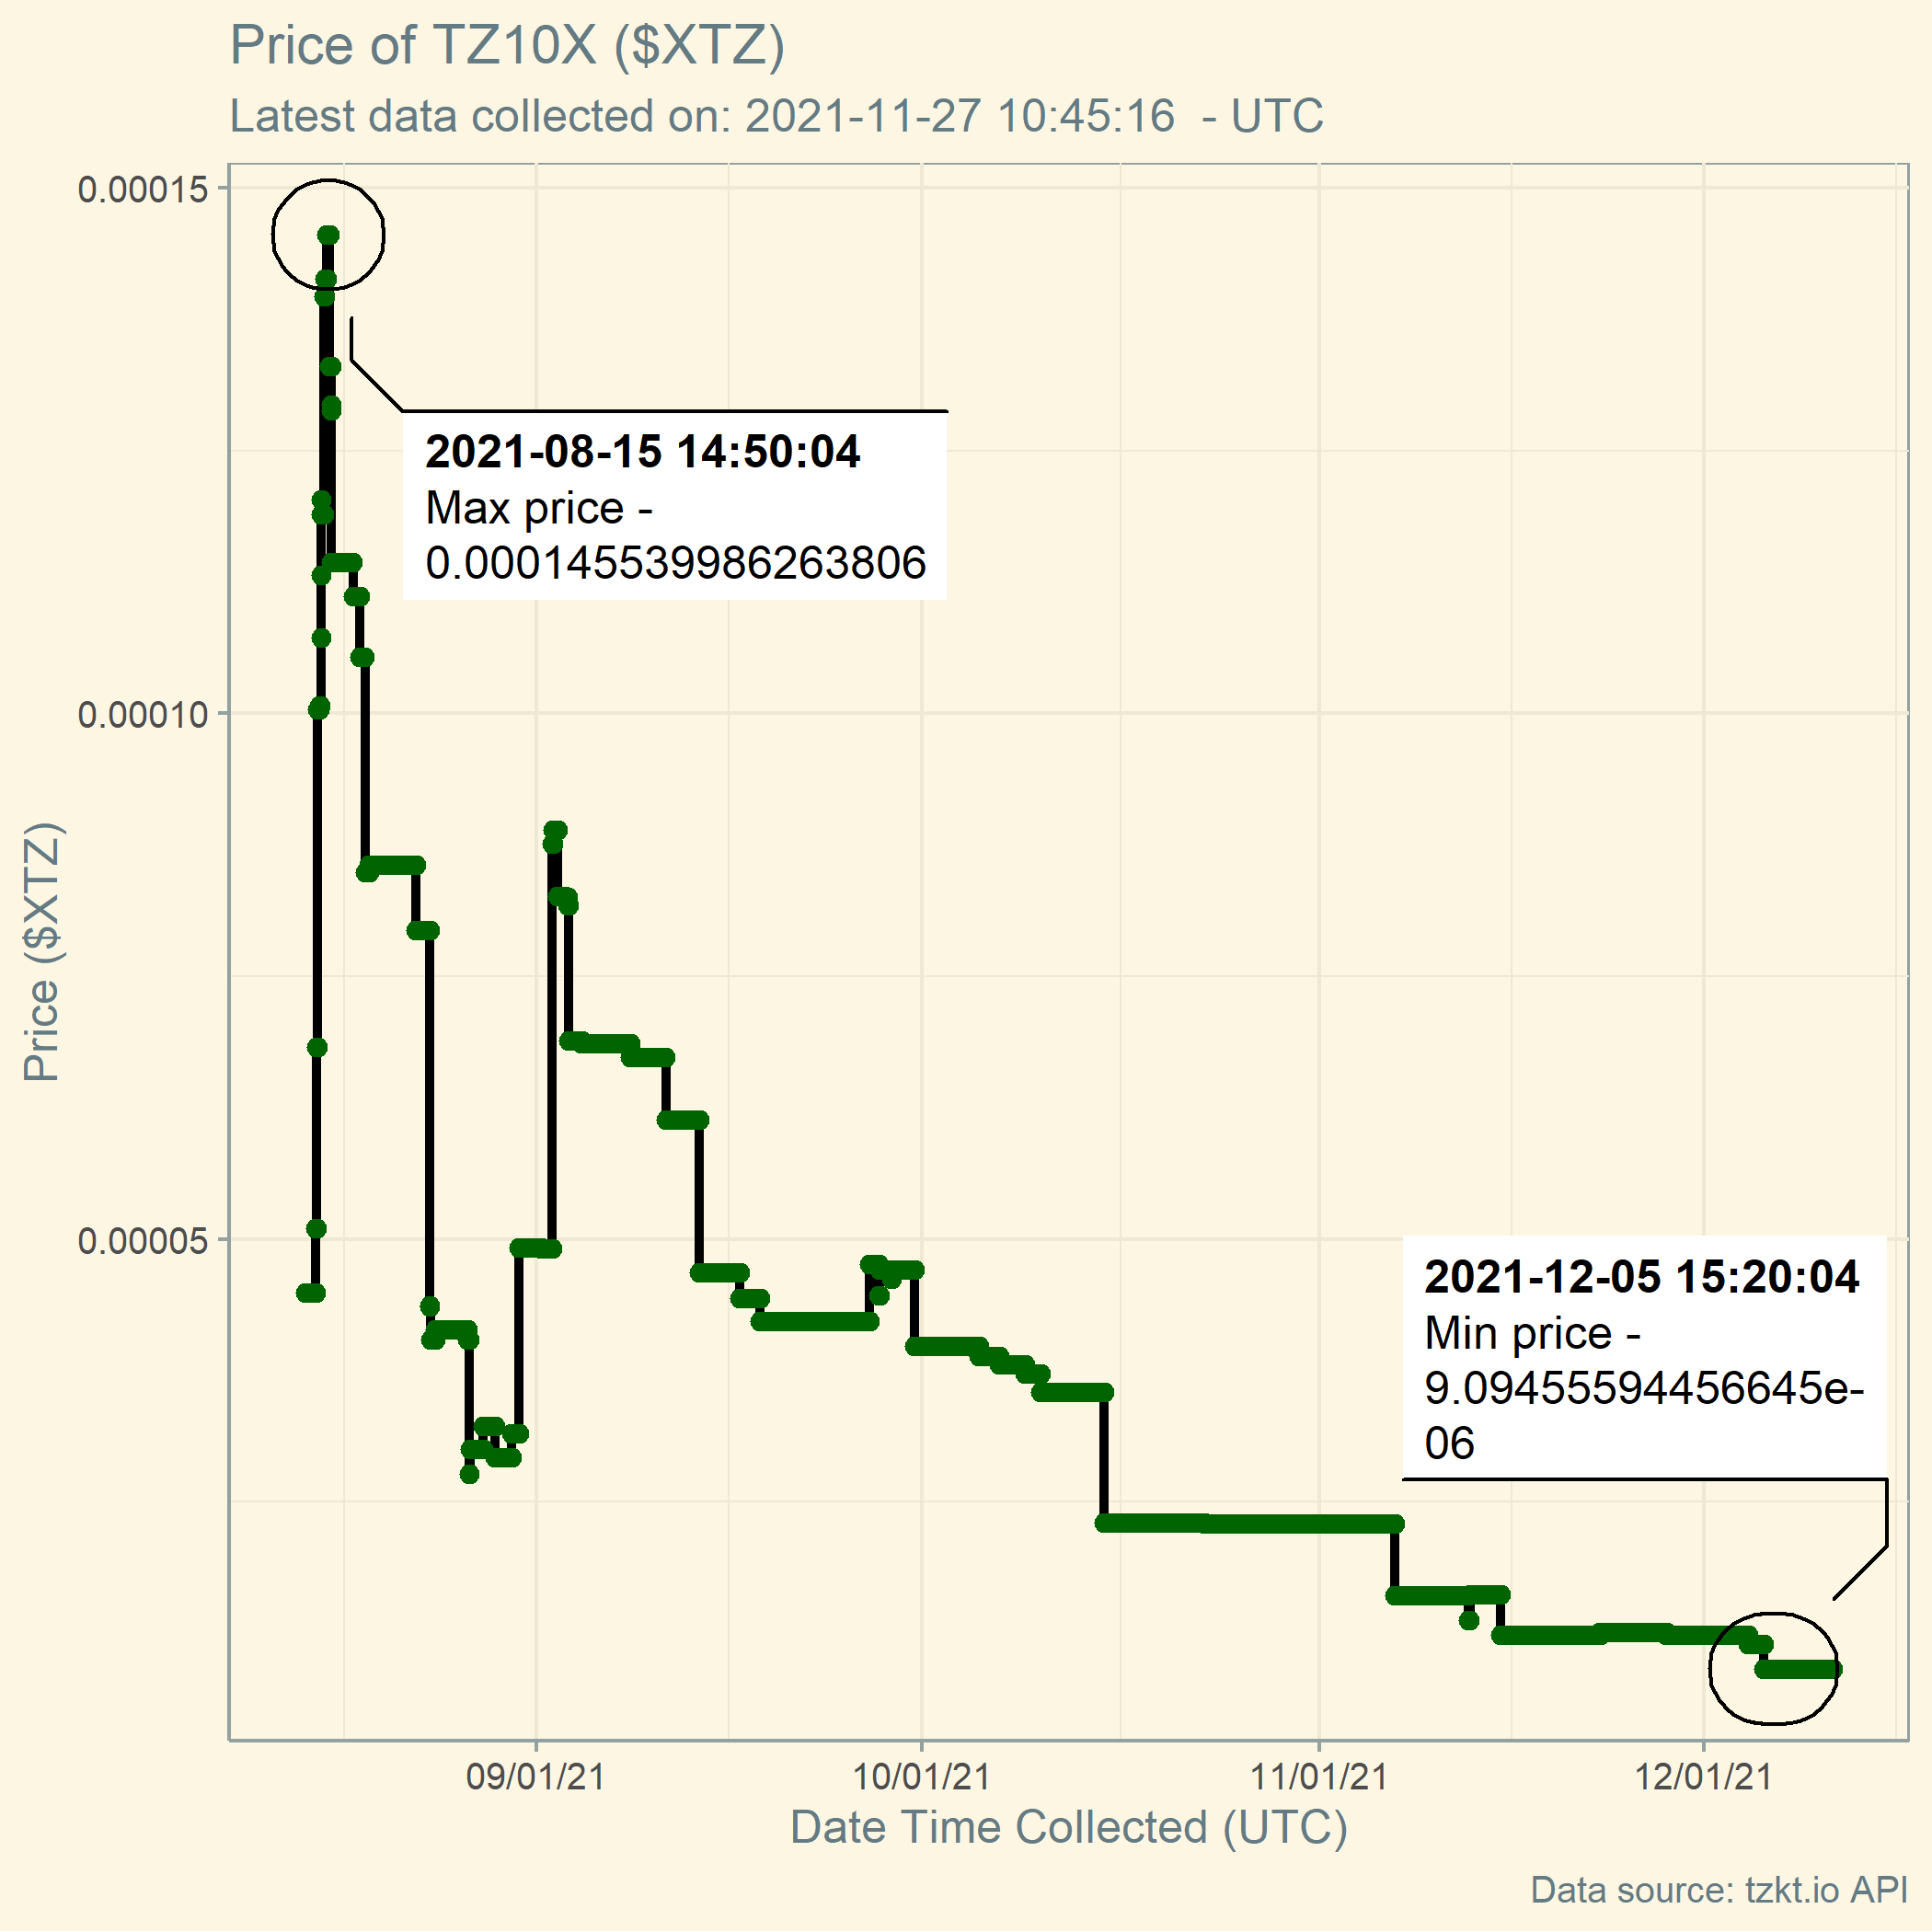 Price of TZ10X ($XTZ)
Latest data collected on: 2021-11-27 10:45:16  - UTC
0.00015
0.00010
0.00005
Price ($XTZ)
2021-08-15 14:50:04
Max price -
0.000145539986263806
2021-12-05 15:20:04
Min price -
9.09455594456645e-
06
09/01/21
10/01/21
11/01/21
12/01/21
Date Time Collected (UTC)
Data source: tzkt.io API